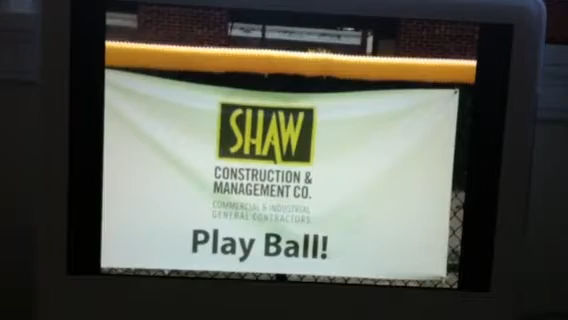 SHAW
CONSTRUCTION &
MANAGEMENT CO.
COMMERCIAL & INDUSTRIAL
GENERAL CONTRACTORS
Play Ball!